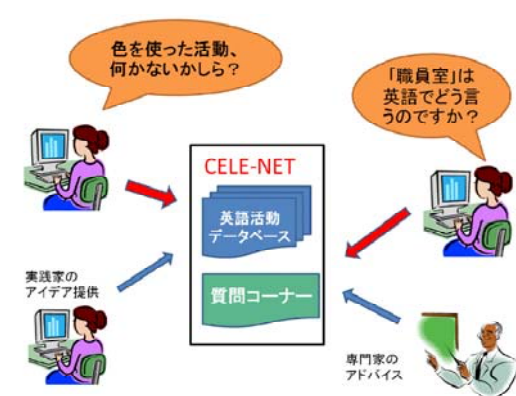 色を使った活動、
何かないかしら？
「職員室」は
英語でどう言
うのですか？
CELE-NET
英語活動
データベース
質問コーナー
実践家の
アイデア提供
専門家の
アドバイス